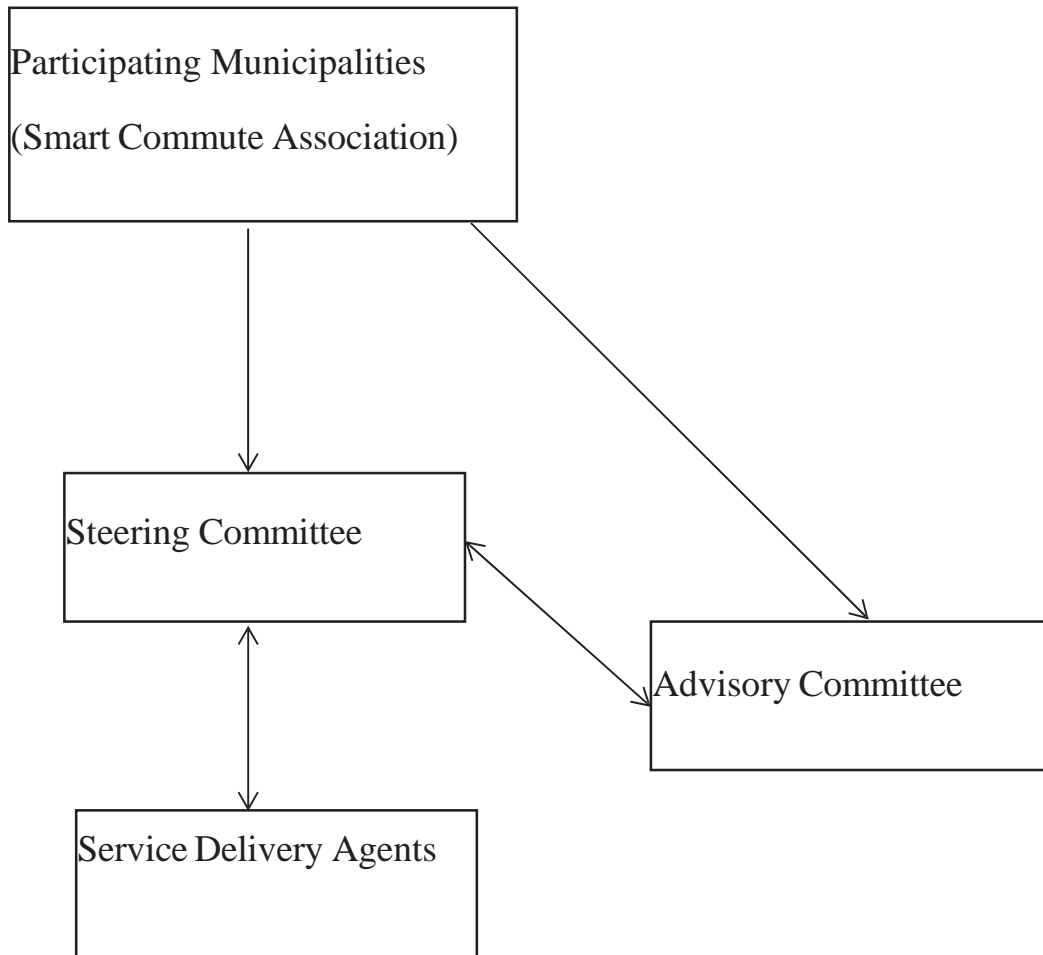 Participating Municipalities
(Smart Commute Association)
Steering Committee
Advisory Committee
Service Delivery Agents